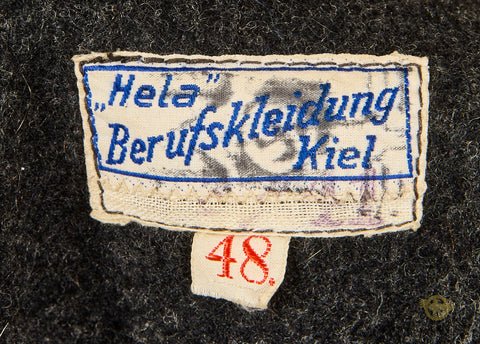 „Hela"
Berufskleidung
Kiel
48.